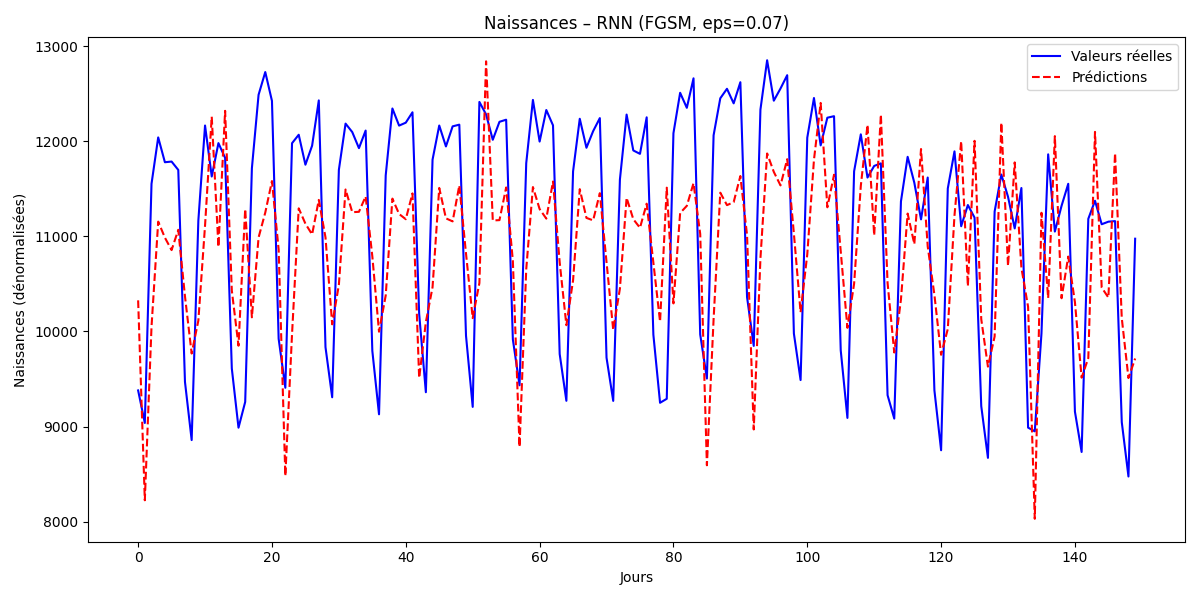 Naissances – RNN (FGSM, eps=0.07)
Valeurs réelles
Prédictions
Naissances (dénormalisées)
13000
12000
11000
10000
9000
8000
0 20 40 60 80 100 120 140
Jours